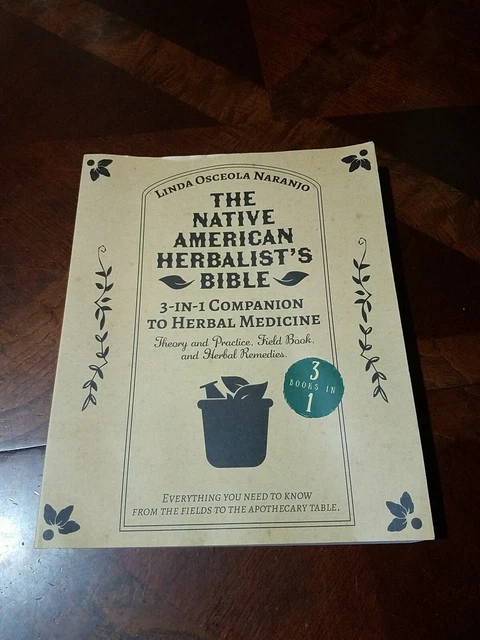 LINDA OSCEOLA NARANJO
THE
NATIVE
AMERICAN
HERBALIST'S
BIBLE
3-IN-1 COMPANION
TO HERBAL MEDICINE
Theory and Practice, Field Book,
and Herbal Remedies.
3
BOOKS IN
1
EVERYTHING YOU NEED TO KNOW
FROM THE FIELDS TO THE APOTHECARY TABLE.